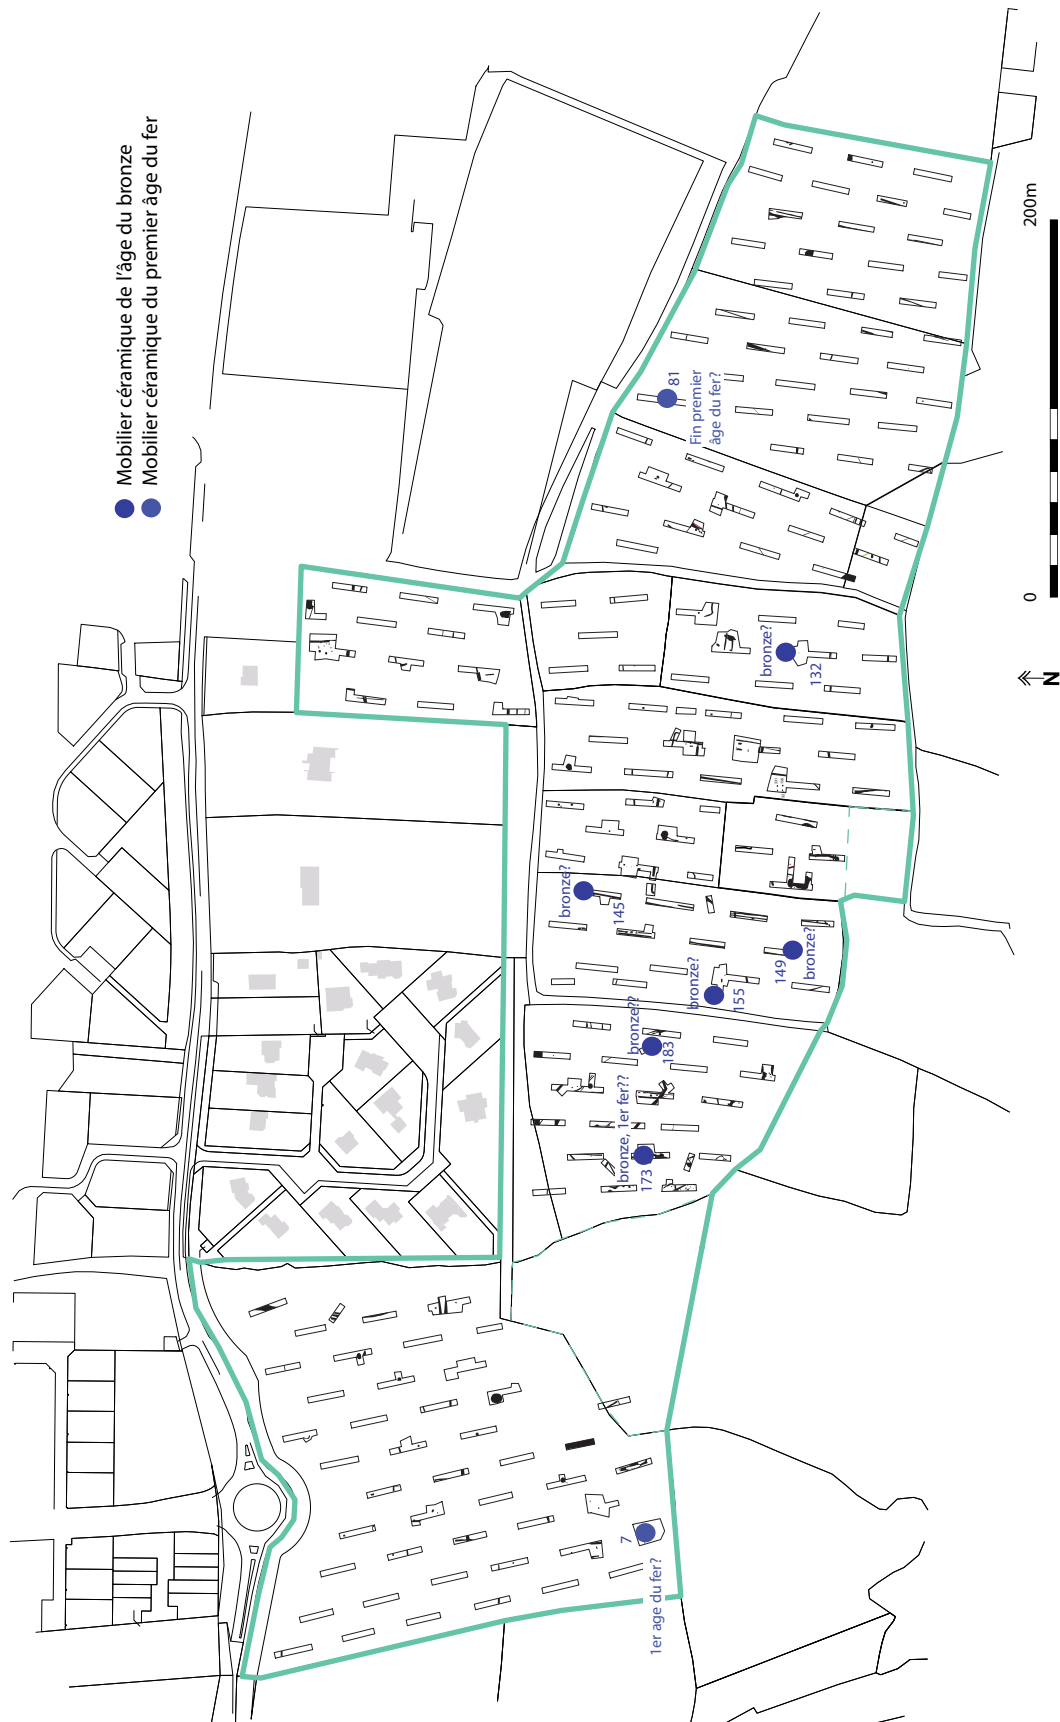 Mobilier céramique de l'âge du bronze
Mobilier céramique du premier âge du fer
81
Fin premier
âge du fer?
bronze?
132
bronze?
145
149
bronze?
bronze?
155
bronze??
183
bronze, 1er fer??
173
7
1er age du fer?
0
200m
N